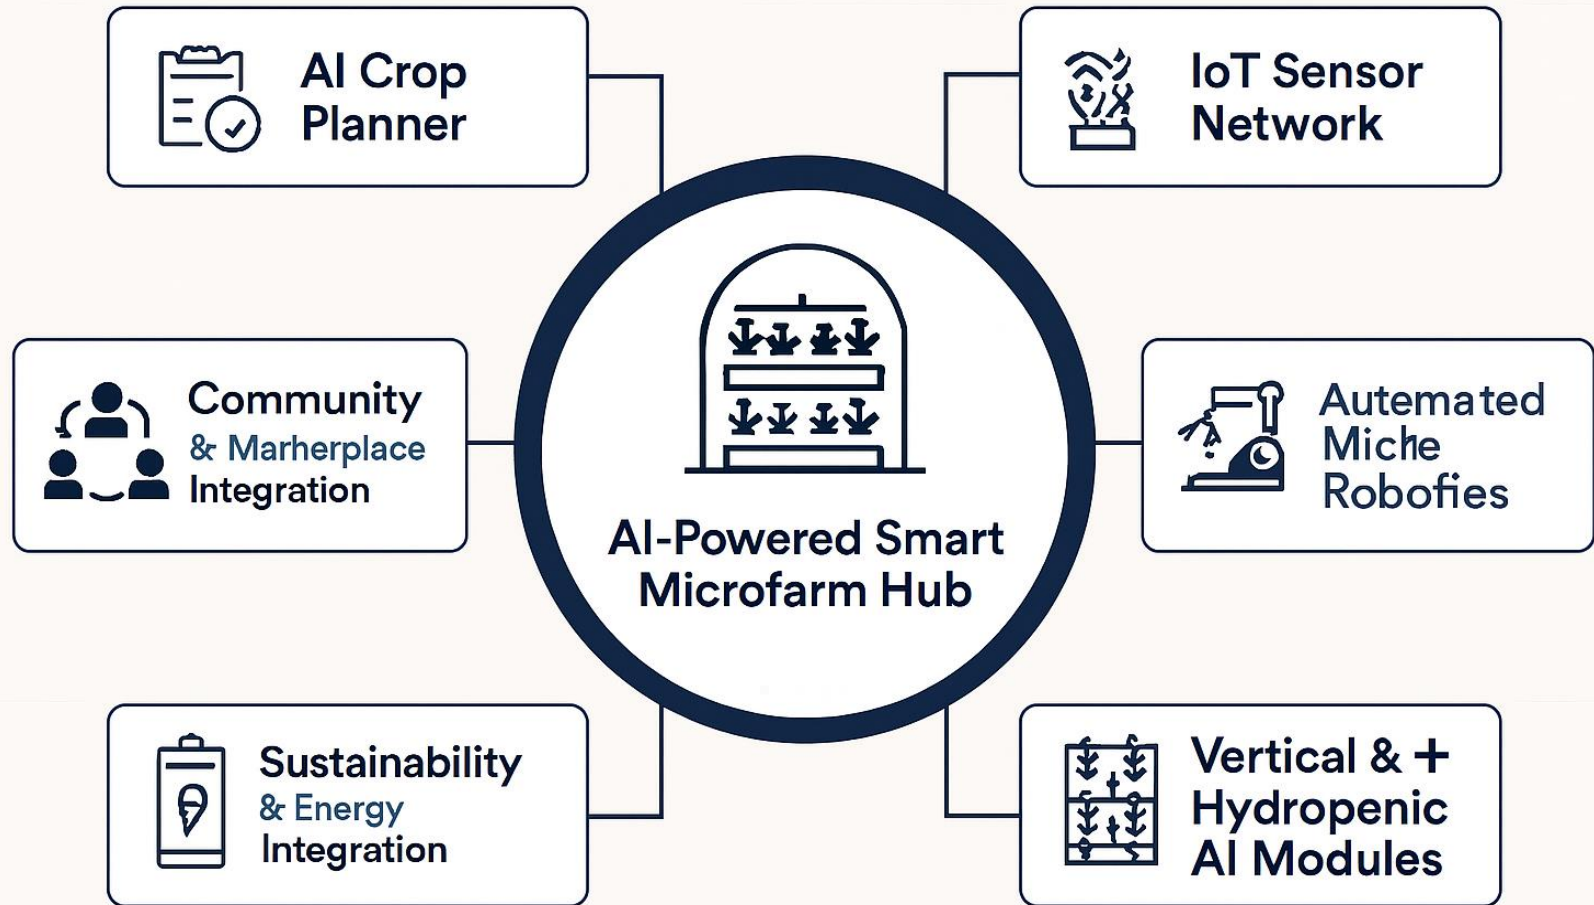 AI Crop
Planner
IoT Sensor
Network
Community
& Marherplace
Integration
AI-Powered Smart
Microfarm Hub
Autemated
Miche
Robofies
Sustainability
& Energy
Integration
Vertical & +
Hydropenic
AI Modules